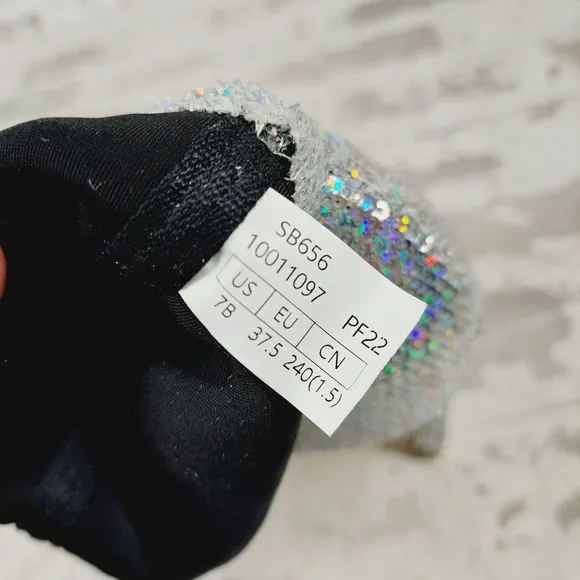 SB656
10011097 PF22
US EU CN
7B 37.5 240(1.5)